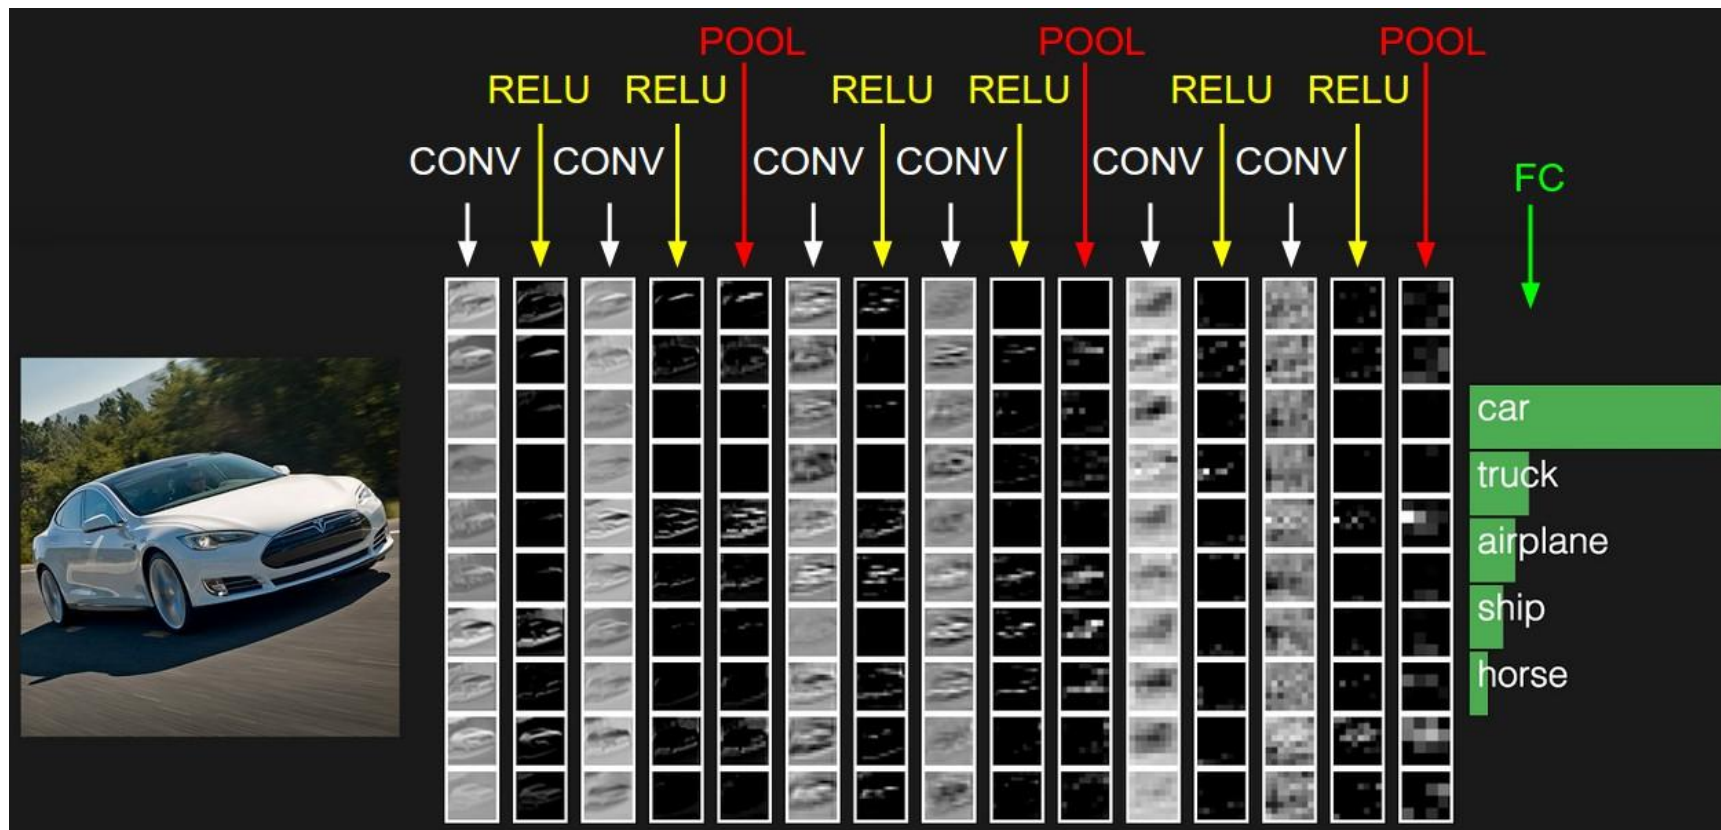 POOL POOL POOL
RELU RELU RELU RELU RELU RELU
CONV CONV CONV CONV CONV CONV
FC
car
truck
airplane
ship
horse